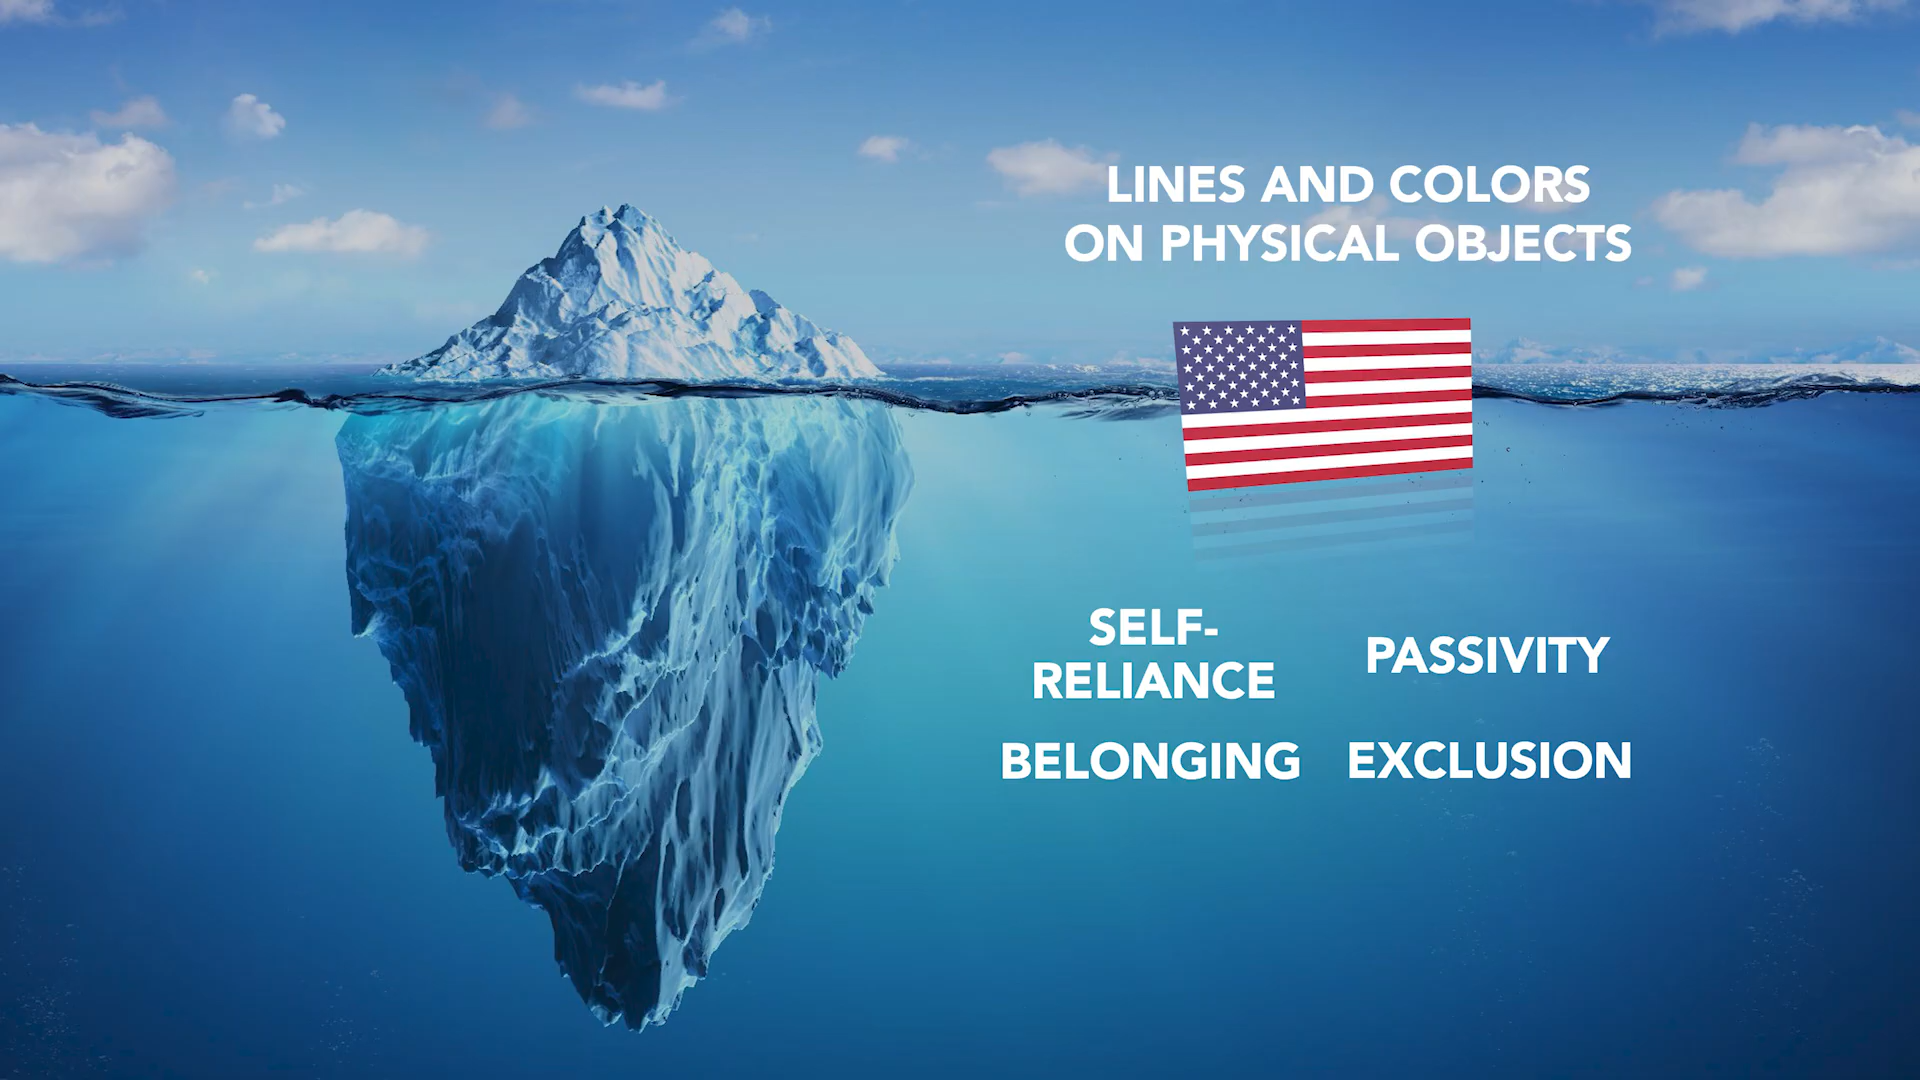 LINES AND COLORS
ON PHYSICAL OBJECTS
SELF-
RELIANCE
PASSIVITY
BELONGING
EXCLUSION